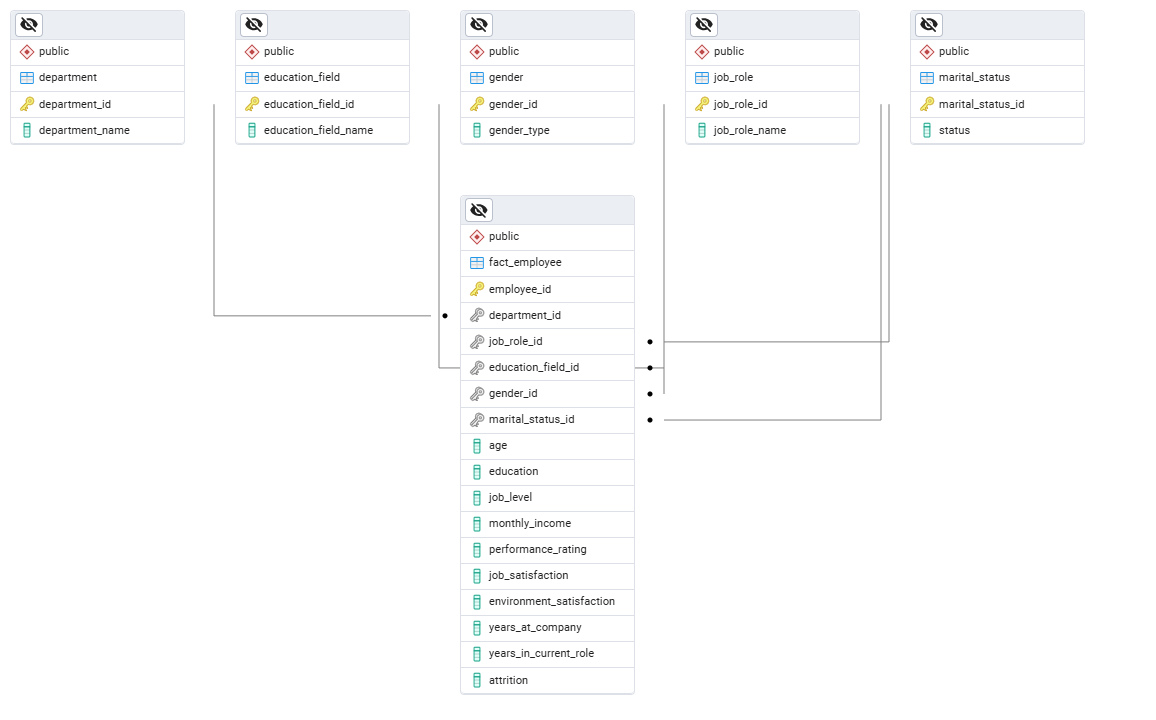 public
department
department_id
department_name
public
education_field
education_field_id
education_field_name
public
gender
gender_id
gender_type
public
job_role
job_role_id
job_role_name
public
marital_status
marital_status_id
status
public
fact_employee
employee_id
department_id
job_role_id
education_field_id
gender_id
marital_status_id
age
education
job_level
monthly_income
performance_rating
job_satisfaction
environment_satisfaction
years_at_company
years_in_current_role
attrition